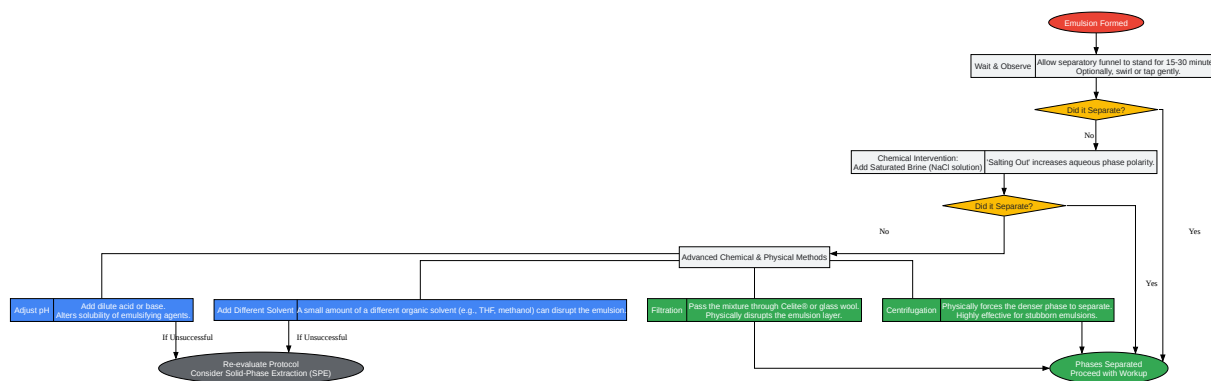 Emulsion Formed
Wait & Observe
Allow separatory funnel to stand for 15-30 minute
Optionally, swirl or tap gently.
Did it Separate?
No
Chemical Intervention:
Add Saturated Brine (NaCl solution)
'Salting Out' increases aqueous phase polarity.
Did it Separate?
No
Yes
Advanced Chemical & Physical Methods
Yes
Adjust pH
Add dilute acid or base.
Alters solubility of emulsifying agents.
Add Different Solvent
A small amount of a different organic solvent (e.g., THF, methanol) can disrupt the emulsion.
Filtration
Pass the mixture through Celite® or glass wool.
Physically disrupts the emulsion layer.
Centrifugation
Physically forces the denser phase to separate
Highly effective for stubborn emulsions.
If Unsuccessful
If Unsuccessful
Re-evaluate Protocol
Consider Solid-Phase Extraction (SPE)
Phases Separated
Proceed with Workup